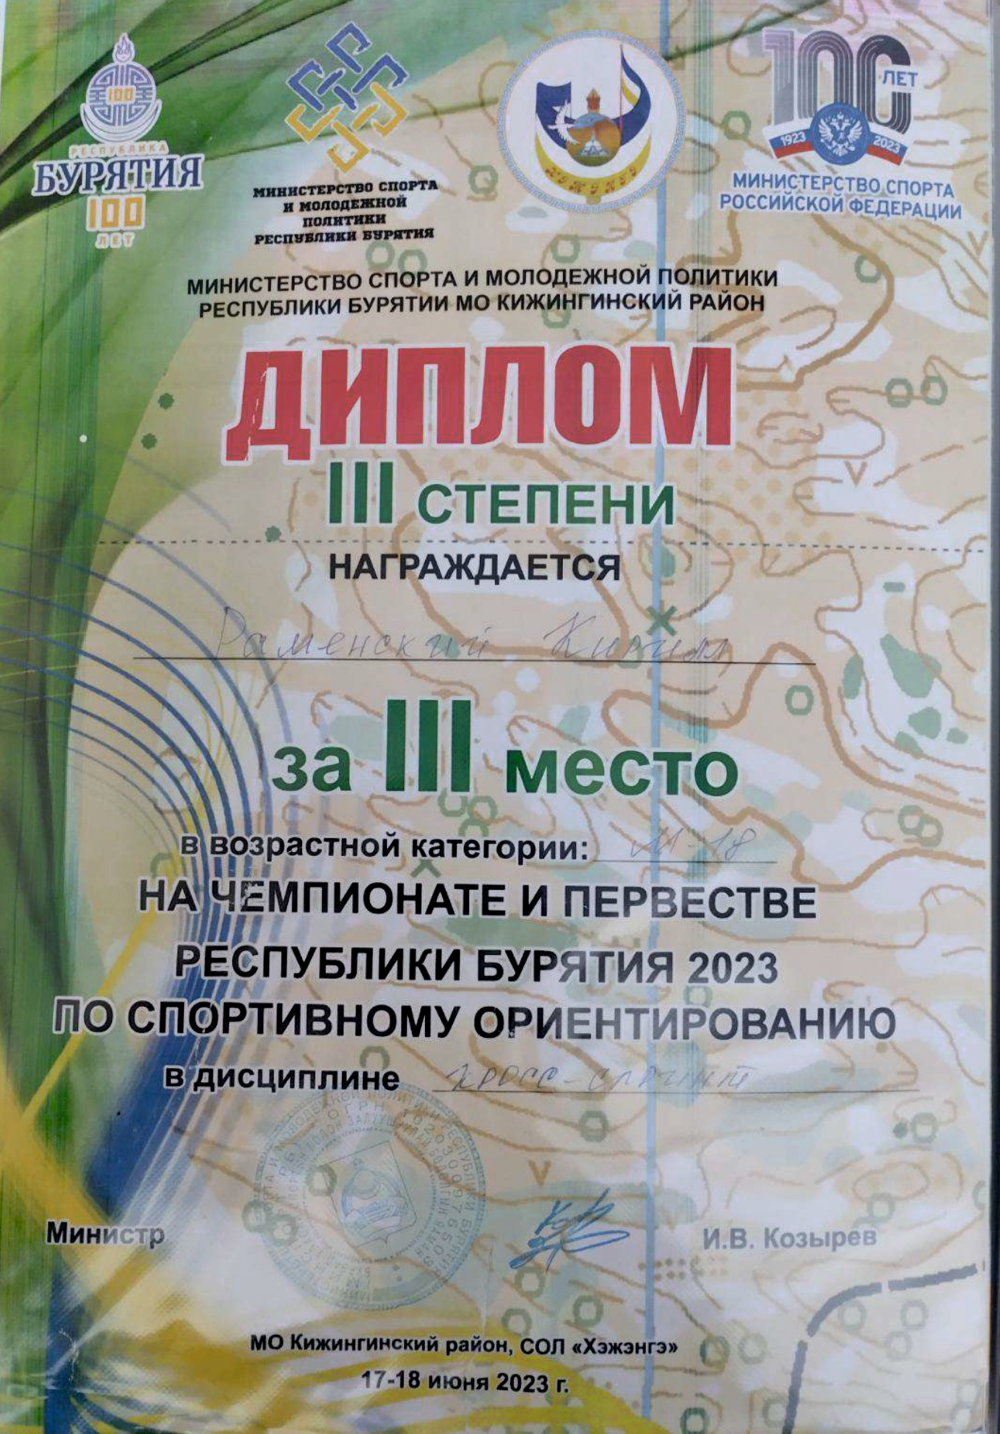 РЕСПУБЛИКА
БУРЯТИЯ
100
ЛЕТ
МИНИСТЕРСТВО СПОРТА
И МОЛОДЕЖНОЙ
ПОЛИТИКИ
РЕСПУБЛИКИ БУРЯТИЯ
100 ЛЕТ
1923 2023
МИНИСТЕРСТВО СПОРТА
РОССИЙСКОЙ ФЕДЕРАЦИИ
МИНИСТЕРСТВО СПОРТА И МОЛОДЕЖНОЙ ПОЛИТИКИ
РЕСПУБЛИКИ БУРЯТИИ МО КИЖИНГИНСКИЙ РАЙОН
ДИПЛОМ
III СТЕПЕНИ
НАГРАЖДАЕТСЯ
Раменский Кирилл
за III место
в возрастной категории: М-18
НА ЧЕМПИОНАТЕ И ПЕРВЕСТВЕ
РЕСПУБЛИКИ БУРЯТИЯ 2023
ПО СПОРТИВНОМУ ОРИЕНТИРОВАНИЮ
в дисциплине кросс-спринт
Министр И.В. Козырев
МО Кижингинский район, СОЛ «Хэжэнгэ»
17-18 июня 2023 г.